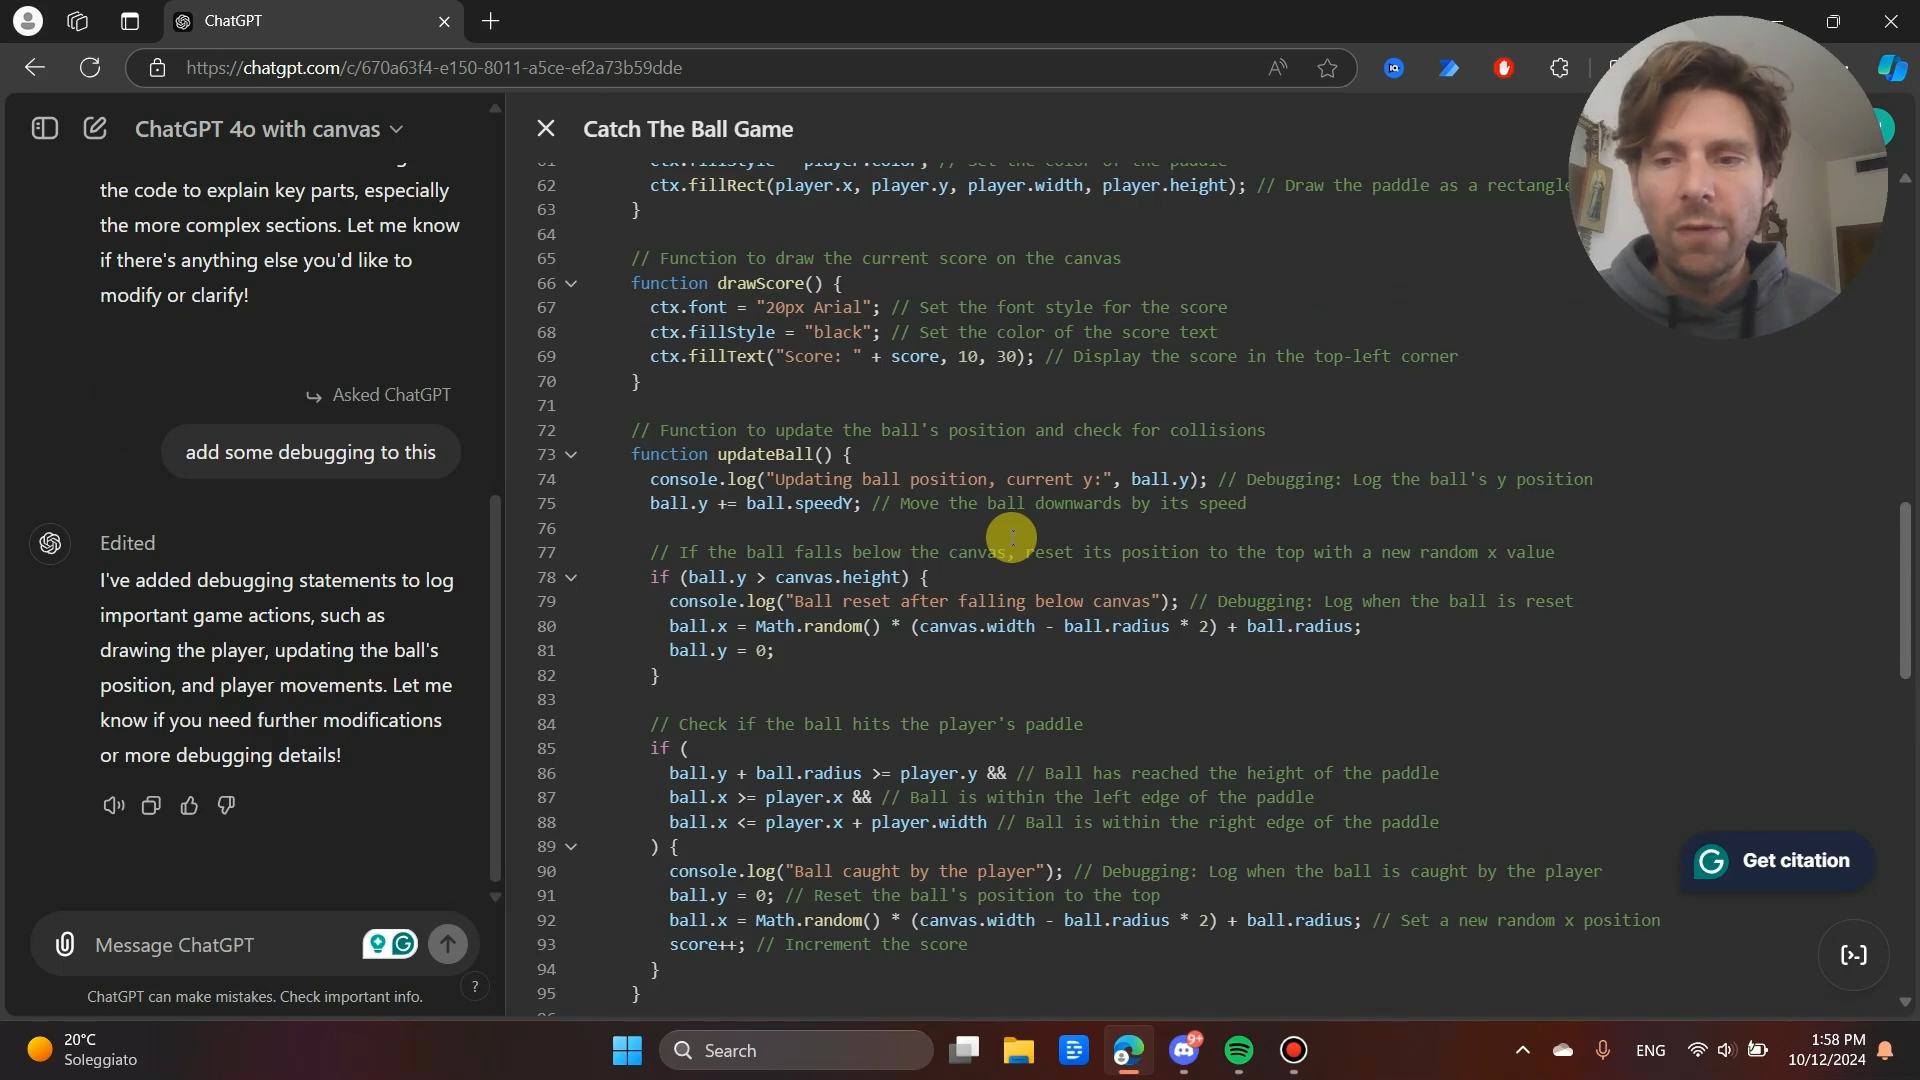 ChatGPT
https://chatgpt.com/c/670a63f4-e150-8011-a5ce-ef2a73b59dde
ChatGPT 4o with canvas
the code to explain key parts, especially
the more complex sections. Let me know
if there's anything else you'd like to
modify or clarify!
Asked ChatGPT
add some debugging to this
Edited
I've added debugging statements to log
important game actions, such as
drawing the player, updating the ball's
position, and player movements. Let me
know if you need further modifications
or more debugging details!
Message ChatGPT
ChatGPT can make mistakes. Check important info.
?
Catch The Ball Game
62 ctx.fillRect(player.x, player.y, player.width, player.height); // Draw the paddle as a rectangle
63 }
64
65 // Function to draw the current score on the canvas
66 function drawScore() {
67 ctx.font = "20px Arial"; // Set the font style for the score
68 ctx.fillStyle = "black"; // Set the color of the score text
69 ctx.fillText("Score: " + score, 10, 30); // Display the score in the top-left corner
70 }
71
72 // Function to update the ball's position and check for collisions
73 function updateBall() {
74 console.log("Updating ball position, current y:", ball.y); // Debugging: Log the ball's y position
75 ball.y += ball.speedY; // Move the ball downwards by its speed
76
77 // If the ball falls below the canvas, reset its position to the top with a new random x value
78 if (ball.y > canvas.height) {
79 console.log("Ball reset after falling below canvas"); // Debugging: Log when the ball is reset
80 ball.x = Math.random() * (canvas.width - ball.radius * 2) + ball.radius;
81 ball.y = 0;
82 }
83
84 // Check if the ball hits the player's paddle
85 if (
86 ball.y + ball.radius >= player.y && // Ball has reached the height of the paddle
87 ball.x >= player.x && // Ball is within the left edge of the paddle
88 ball.x <= player.x + player.width // Ball is within the right edge of the paddle
89 ) {
90 console.log("Ball caught by the player"); // Debugging: Log when the ball is caught by the player
91 ball.y = 0; // Reset the ball's position to the top
92 ball.x = Math.random() * (canvas.width - ball.radius * 2) + ball.radius; // Set a new random x position
93 score++; // Increment the score
94 }
95 }
Get citation
20°C
Soleggiato
Search
9+
ENG
1:58 PM
10/12/2024